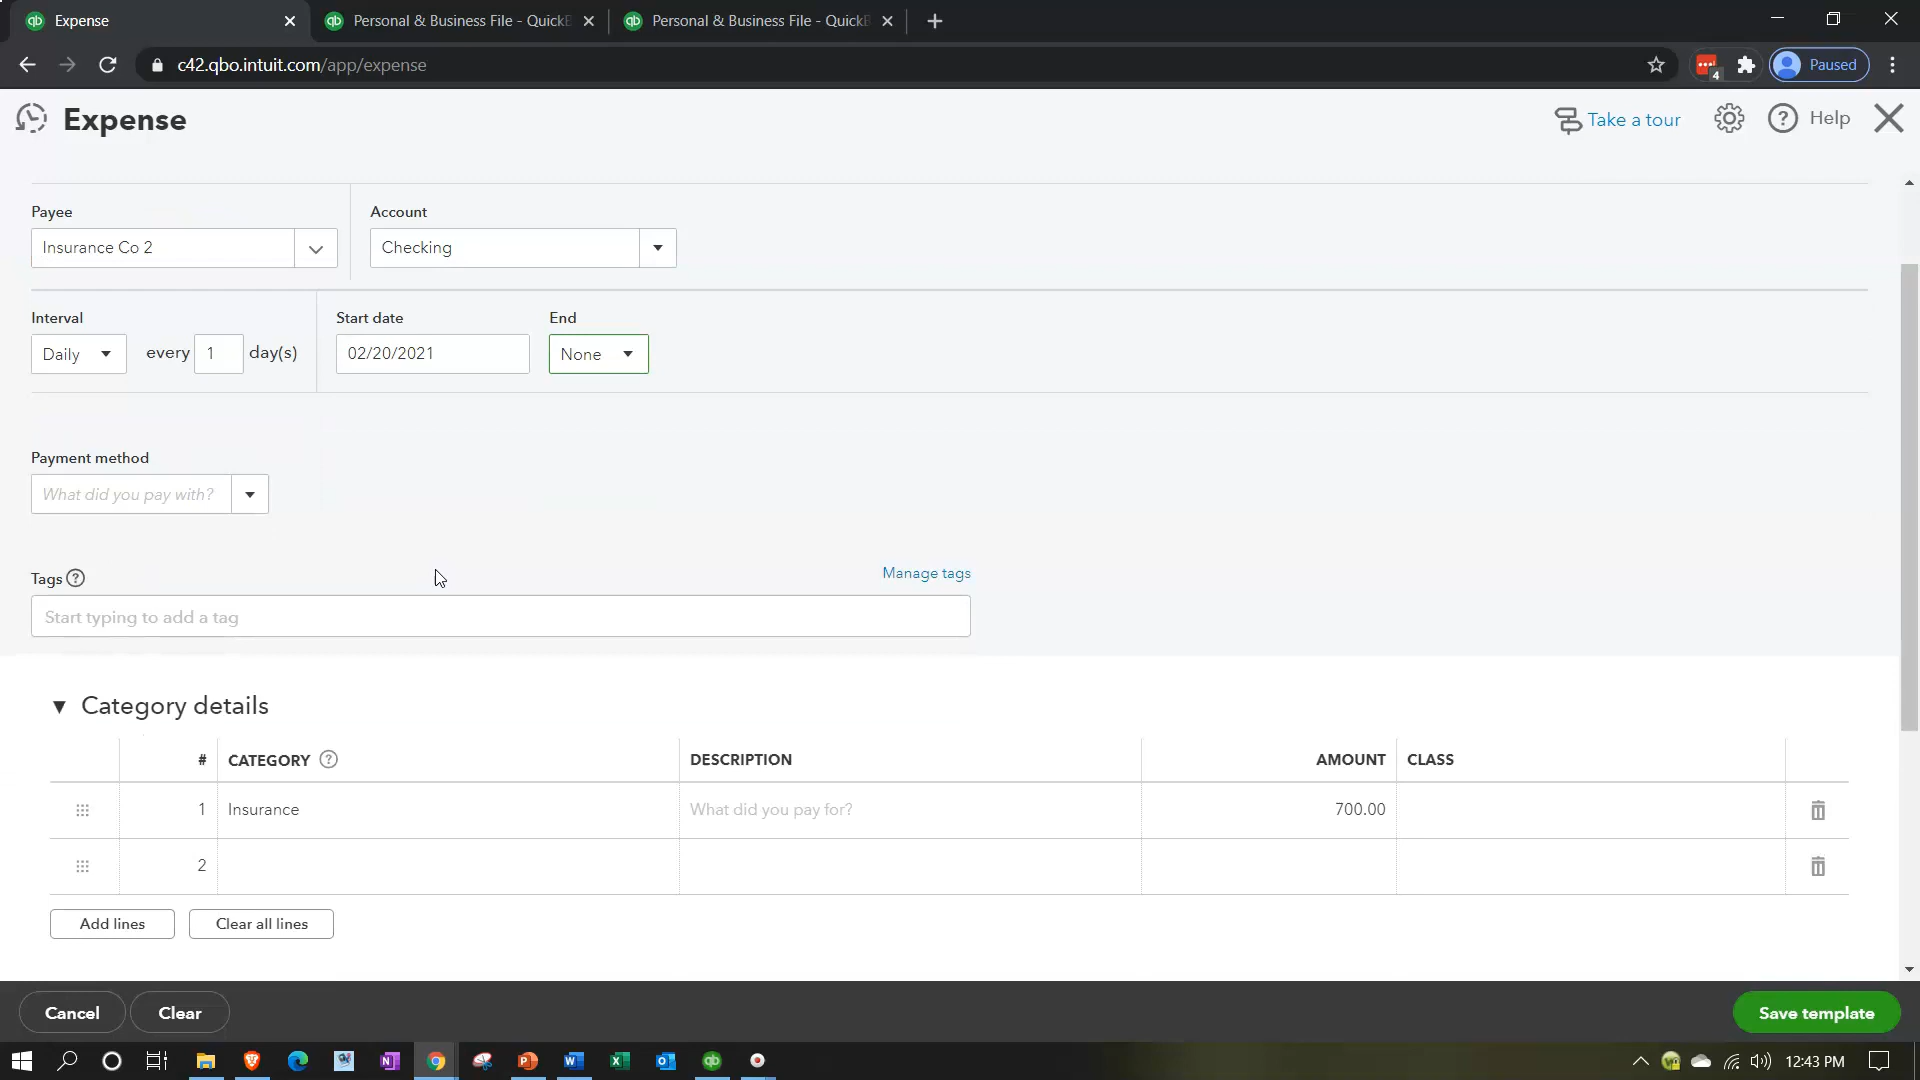 Expense
Personal & Business File - QuickB
Personal & Business File - QuickB
c42.qbo.intuit.com/app/expense
4
Paused
Expense
Take a tour
Help
Payee
Account
Insurance Co 2
Checking
Interval
Start date
End
Daily
every
1
day(s)
02/20/2021
None
Payment method
What did you pay with?
Tags ?
Manage tags
Start typing to add a tag
Category details
# CATEGORY ? DESCRIPTION AMOUNT CLASS
1 Insurance What did you pay for? 700.00
2
Add lines
Clear all lines
Cancel
Clear
Save template
12:43 PM